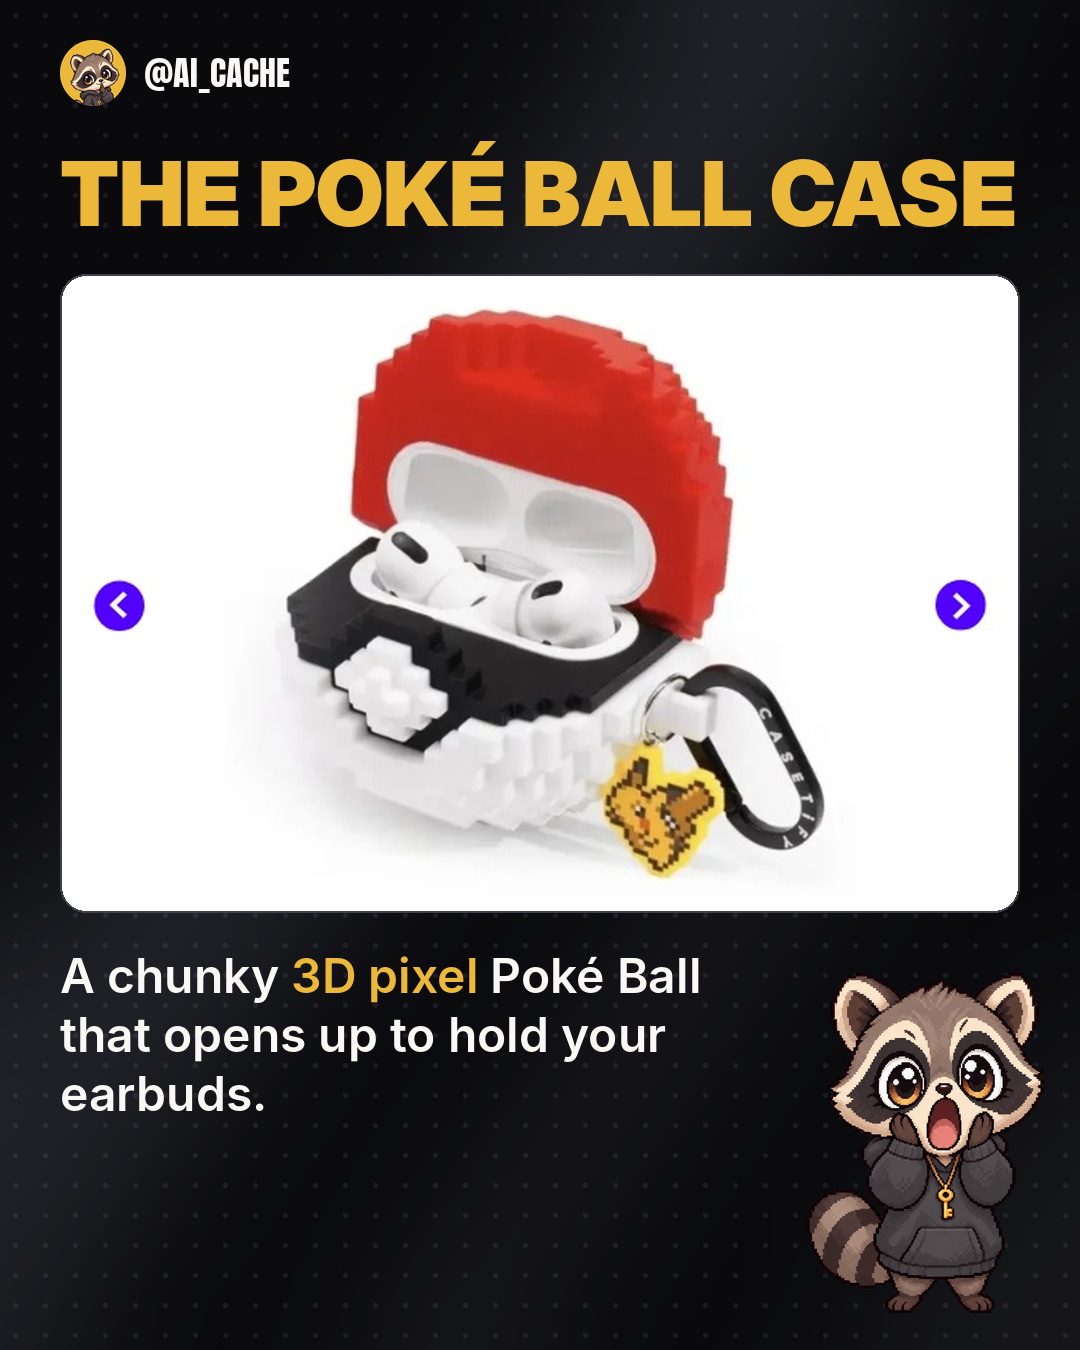 @AI_CACHE
THE POKÉ BALL CASE
CASETiFY
A chunky 3D pixel Poké Ball
that opens up to hold your
earbuds.